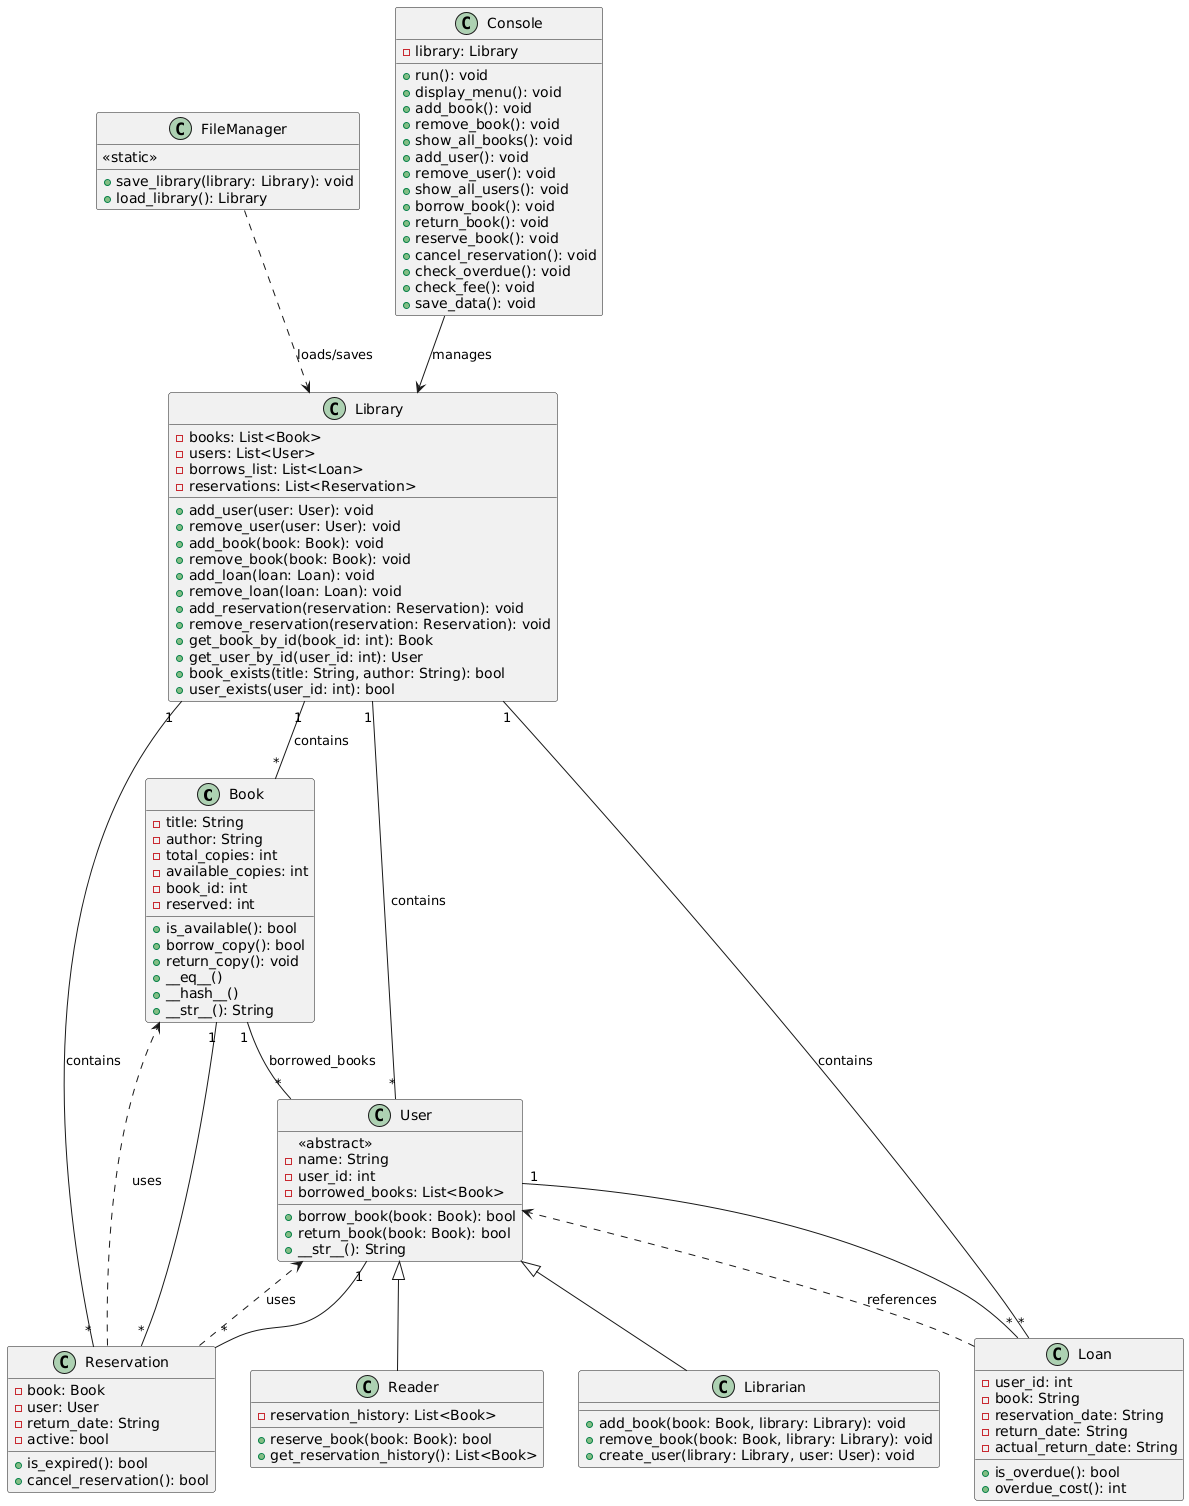 C Console
library: Library
run(): void
display_menu(): void
add_book(): void
remove_book(): void
show_all_books(): void
add_user(): void
remove_user(): void
show_all_users(): void
borrow_book(): void
return_book(): void
reserve_book(): void
cancel_reservation(): void
check_overdue(): void
check_fee(): void
save_data(): void
C FileManager
«static»
save_library(library: Library): void
load_library(): Library
loads/saves
manages
C Library
books: List<Book>
users: List<User>
borrows_list: List<Loan>
reservations: List<Reservation>
add_user(user: User): void
remove_user(user: User): void
add_book(book: Book): void
remove_book(book: Book): void
add_loan(loan: Loan): void
remove_loan(loan: Loan): void
add_reservation(reservation: Reservation): void
remove_reservation(reservation: Reservation): void
get_book_by_id(book_id: int): Book
get_user_by_id(user_id: int): User
book_exists(title: String, author: String): bool
user_exists(user_id: int): bool
1 1 1 1
contains
*
C Book
title: String
author: String
total_copies: int
available_copies: int
book_id: int
reserved: int
is_available(): bool
borrow_copy(): bool
return_copy(): void
__eq__()
__hash__()
__str__(): String
contains
1 1
contains
borrowed_books
contains
* *
C User
«abstract»
name: String
user_id: int
borrowed_books: List<Book>
borrow_book(book: Book): bool
return_book(book: Book): bool
__str__(): String
uses
1
1
uses
references
* * * * *
C Reservation
book: Book
user: User
return_date: String
active: bool
is_expired(): bool
cancel_reservation(): bool
C Reader
reservation_history: List<Book>
reserve_book(book: Book): bool
get_reservation_history(): List<Book>
C Librarian
add_book(book: Book, library: Library): void
remove_book(book: Book, library: Library): void
create_user(library: Library, user: User): void
C Loan
user_id: int
book: String
reservation_date: String
return_date: String
actual_return_date: String
is_overdue(): bool
overdue_cost(): int